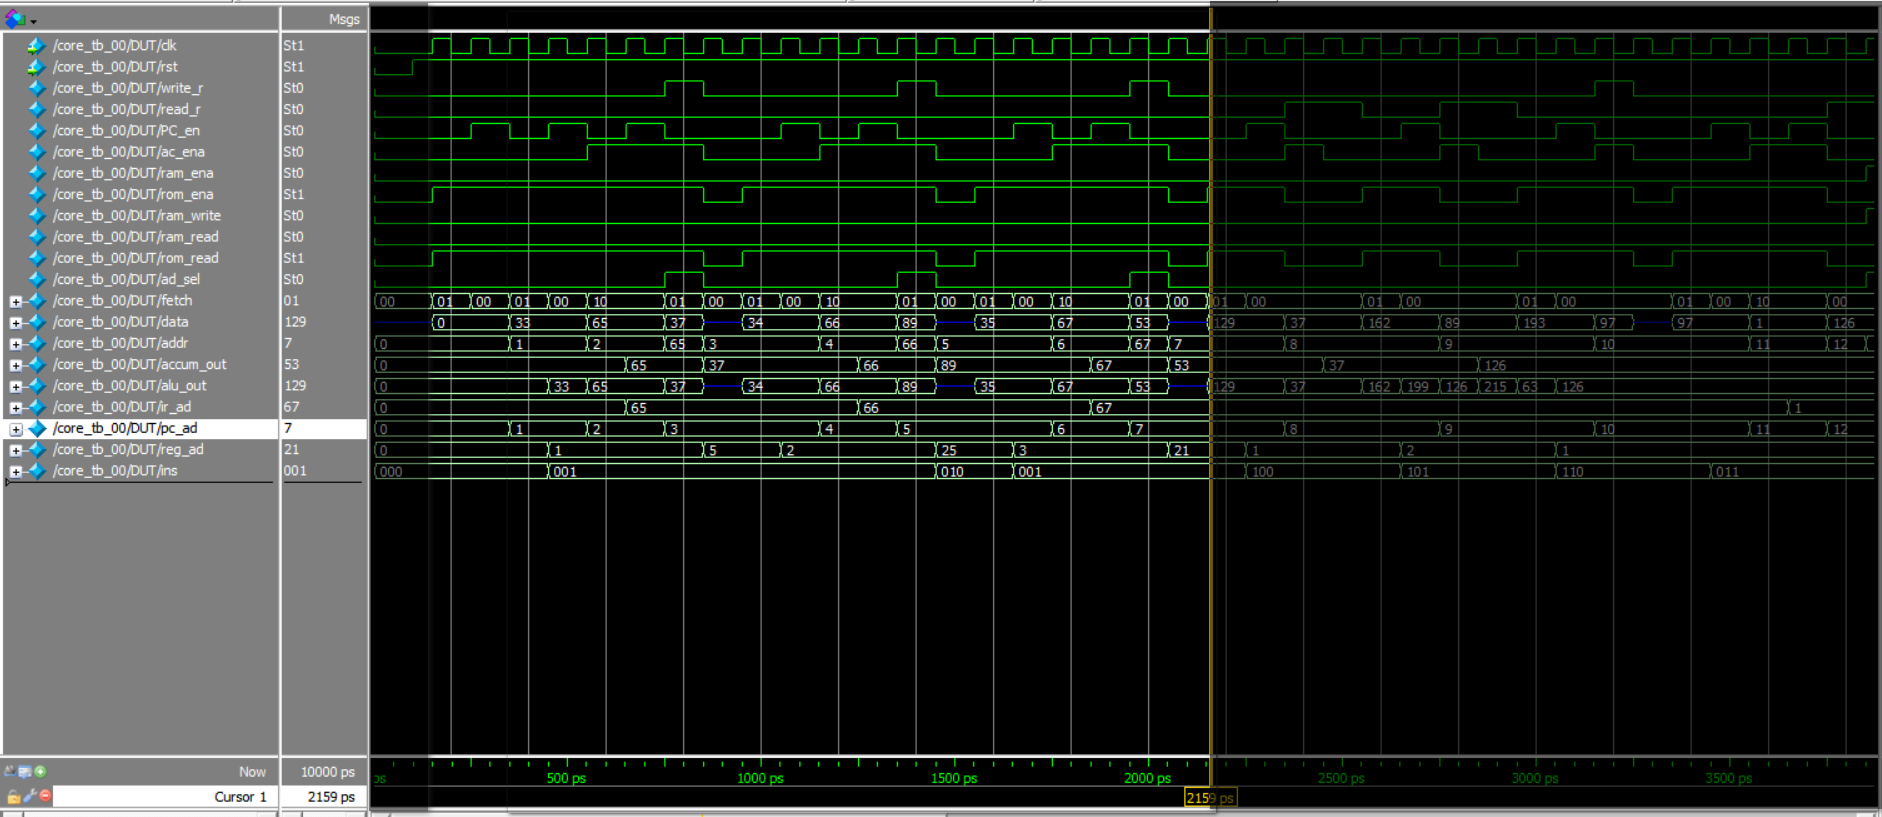 Msgs
/core_tb_00/DUT/clk St1
/core_tb_00/DUT/rst St1
/core_tb_00/DUT/write_r St0
/core_tb_00/DUT/read_r St0
/core_tb_00/DUT/PC_en St0
/core_tb_00/DUT/ac_ena St0
/core_tb_00/DUT/ram_ena St0
/core_tb_00/DUT/rom_ena St1
/core_tb_00/DUT/ram_write St0
/core_tb_00/DUT/ram_read St0
/core_tb_00/DUT/rom_read St1
/core_tb_00/DUT/ad_sel St0
/core_tb_00/DUT/fetch 01 00 01 00 01 00 10 01 00 01 00 10 01 00 01 00 10 01 00 01 00 01 00 01 00 01 00 10 00
/core_tb_00/DUT/data 129 0 33 65 37 34 66 89 35 67 53 129 37 162 89 193 97 97 1 126
/core_tb_00/DUT/addr 7 0 1 2 65 3 4 66 5 6 67 7 8 9 10 11 12
/core_tb_00/DUT/accum_out 53 0 65 37 66 89 67 53 37 126
/core_tb_00/DUT/alu_out 129 0 33 65 37 34 66 89 35 67 53 129 37 162 199 126 215 63 126
/core_tb_00/DUT/ir_ad 67 0 65 66 67 1
/core_tb_00/DUT/pc_ad 7 0 1 2 3 4 5 6 7 8 9 10 11 12
/core_tb_00/DUT/reg_ad 21 0 1 5 2 25 3 21 1 2 1
/core_tb_00/DUT/ins 001 000 001 010 001 100 101 110 011
Now 10000 ps ps 500 ps 1000 ps 1500 ps 2000 ps 2500 ps 3000 ps 3500 ps
Cursor 1 2159 ps 2159 ps